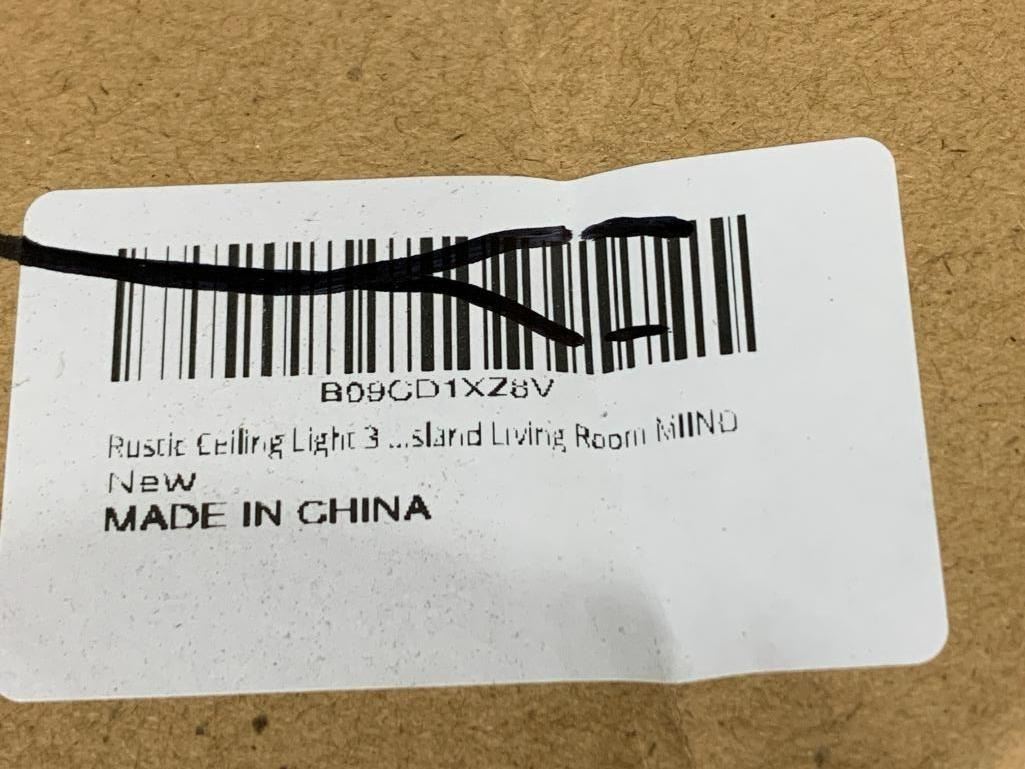 B09CD1XZ8V
Rustic Ceiling Light 3 ...sland Living Room MIIND
New
MADE IN CHINA